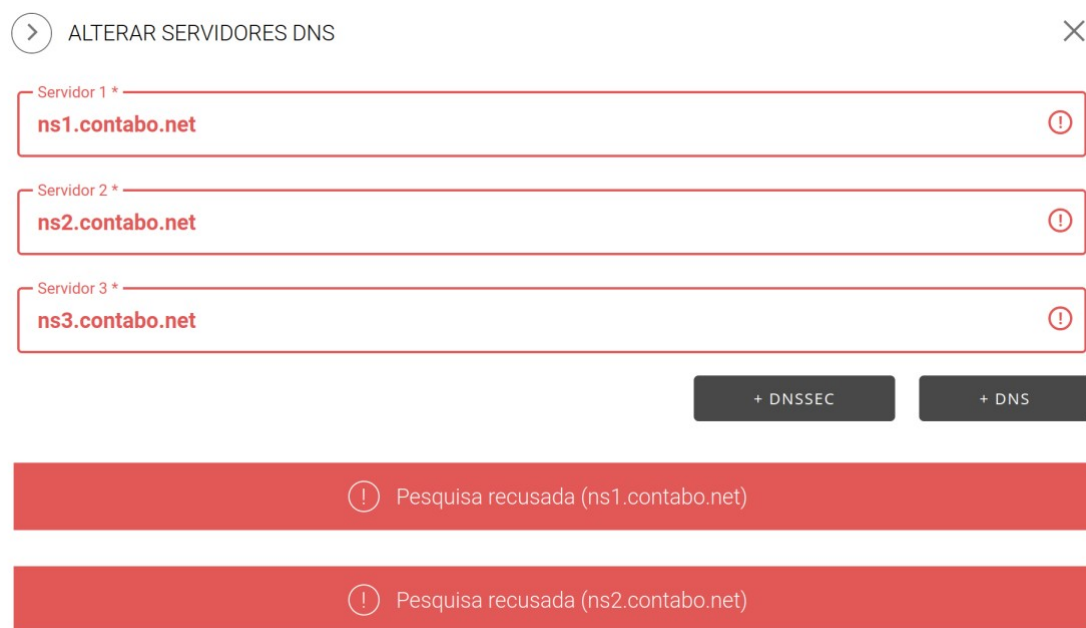 ALTERAR SERVIDORES DNS
Servidor 1 *
ns1.contabo.net
Servidor 2 *
ns2.contabo.net
Servidor 3 *
ns3.contabo.net
+ DNSSEC
+ DNS
Pesquisa recusada (ns1.contabo.net)
Pesquisa recusada (ns2.contabo.net)